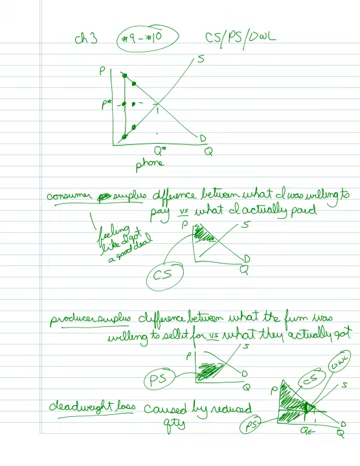 ch 3 #9-#10 CS/PS/DWL
P
S
P*
D
Q* Q
phone
consumer surplus difference between what I was willing to
pay vs what I actually paid
feeling
like I got
a good deal
P
S
CS
D
Q
producer surplus difference between what the firm was
willing to sell it for vs what they actually got
P
S
PS
D
Q
deadweight loss caused by reduced
qty
DWL
CS
P
S
PS
D
Q